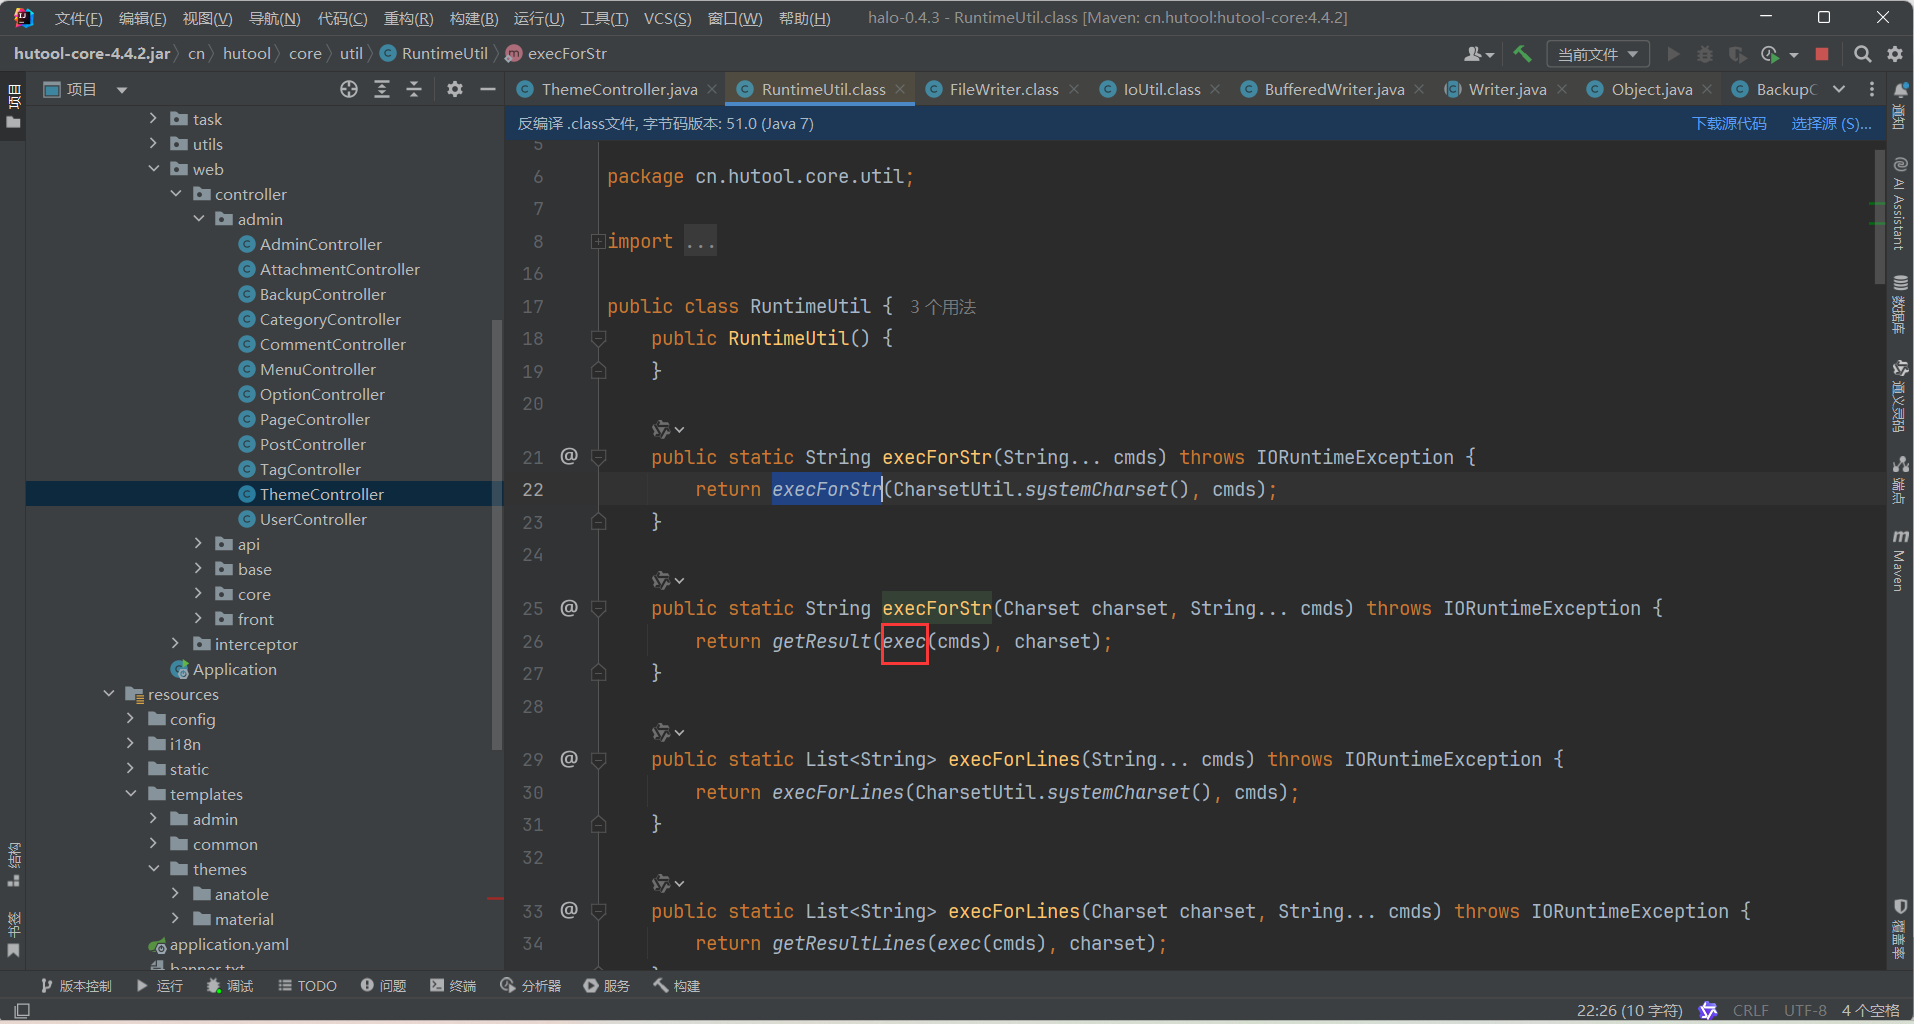 文件(F) 编辑(E) 视图(V) 导航(N) 代码(C) 重构(R) 构建(B) 运行(U) 工具(T) VCS(S) 窗口(W) 帮助(H) halo-0.4.3 - RuntimeUtil.class [Maven: cn.hutool:hutool-core:4.4.2]
hutool-core-4.4.2.jar cn hutool core util RuntimeUtil execForStr 当前文件
项目
项目
ThemeController.java RuntimeUtil.class FileWriter.class IoUtil.class BufferedWriter.java Writer.java Object.java BackupC
反编译 .class文件, 字节码版本: 51.0 (Java 7) 下载源代码 选择源 (S)...
task
utils
web
controller
admin
AdminController
AttachmentController
BackupController
CategoryController
CommentController
MenuController
OptionController
PageController
PostController
TagController
ThemeController
UserController
api
base
core
front
interceptor
Application
resources
config
i18n
static
templates
admin
common
themes
anatole
material
application.yaml
banner.txt
5
6 package cn.hutool.core.util;
7
8 import ...
16
17 public class RuntimeUtil { 3 个用法
18 public RuntimeUtil() {
19 }
20
21 @ public static String execForStr(String... cmds) throws IORuntimeException {
22 return execForStr(CharsetUtil.systemCharset(), cmds);
23 }
24
25 @ public static String execForStr(Charset charset, String... cmds) throws IORuntimeException {
26 return getResult(exec(cmds), charset);
27 }
28
29 @ public static List<String> execForLines(String... cmds) throws IORuntimeException {
30 return execForLines(CharsetUtil.systemCharset(), cmds);
31 }
32
33 @ public static List<String> execForLines(Charset charset, String... cmds) throws IORuntimeException {
34 return getResultLines(exec(cmds), charset);
通知
AI Assistant
数据库
通义灵码
端点
m Maven
覆盖率
结构
书签
版本控制 运行 调试 TODO 问题 终端 分析器 服务 构建
22:26 (10 字符) CRLF UTF-8 4 个空格